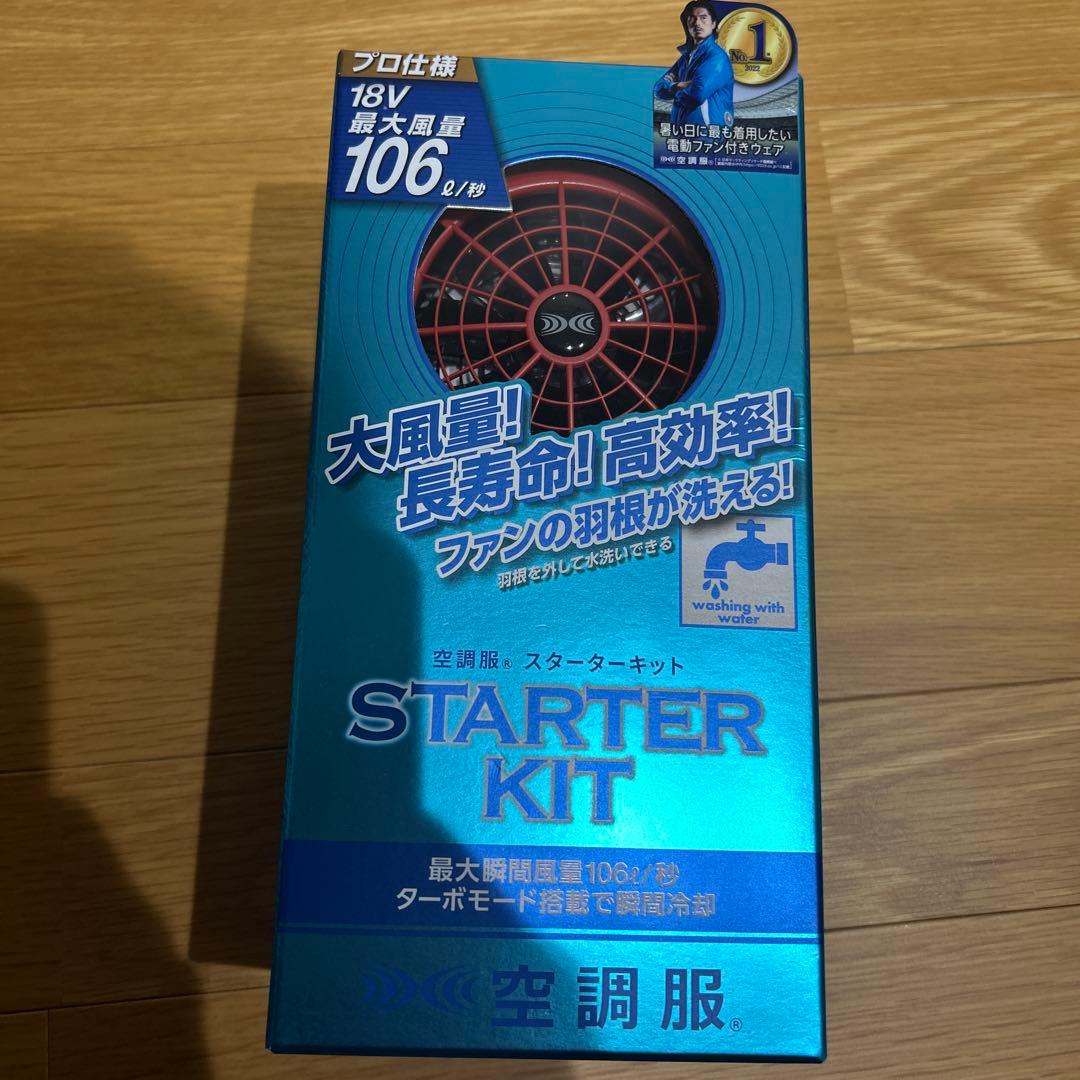 プロ仕様
18V
最大風量
106ℓ/秒
No.1
2022
暑い日に最も着用したい
電動ファン付きウェア
空調服®
大風量!
長寿命!高効率!
ファンの羽根が洗える!
羽根を外して水洗いできる
washing with
water
空調服® スターターキット
STARTER
KIT
最大瞬間風量106ℓ/秒
ターボモード搭載で瞬間冷却
空調服®